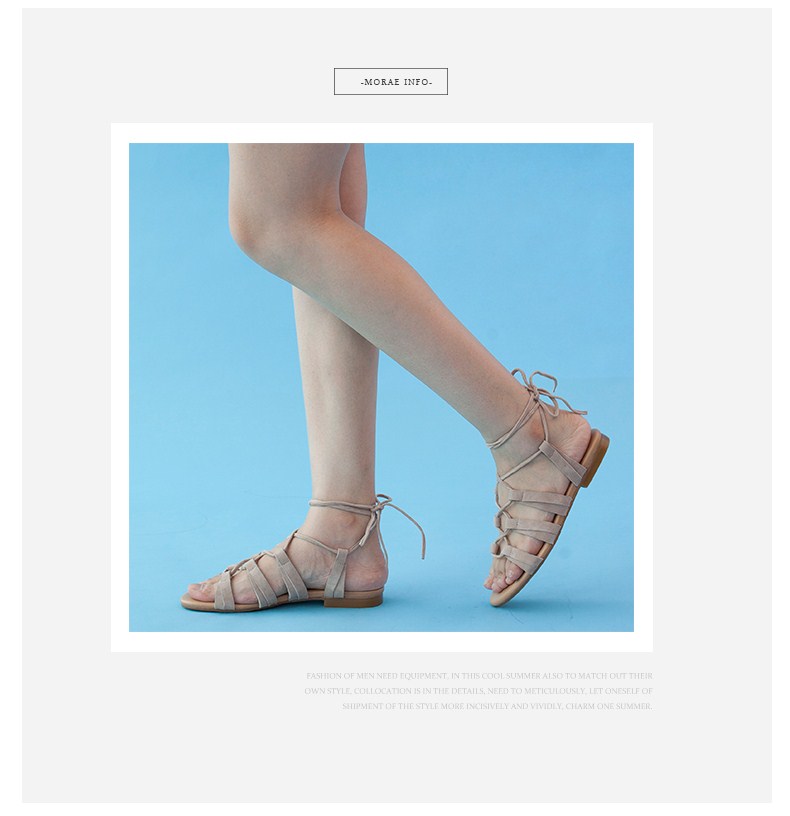 -MORAE INFO-
FASHION OF MEN NEED EQUIPMENT, IN THIS COOL SUMMER ALSO TO MATCH OUT THEIR
OWN STYLE, COLLOCATION IS IN THE DETAILS, NEED TO METICULOUSLY, LET ONESELF OF
SHIPMENT OF THE STYLE MORE INCISIVELY AND VIVIDLY, CHARM ONE SUMMER.